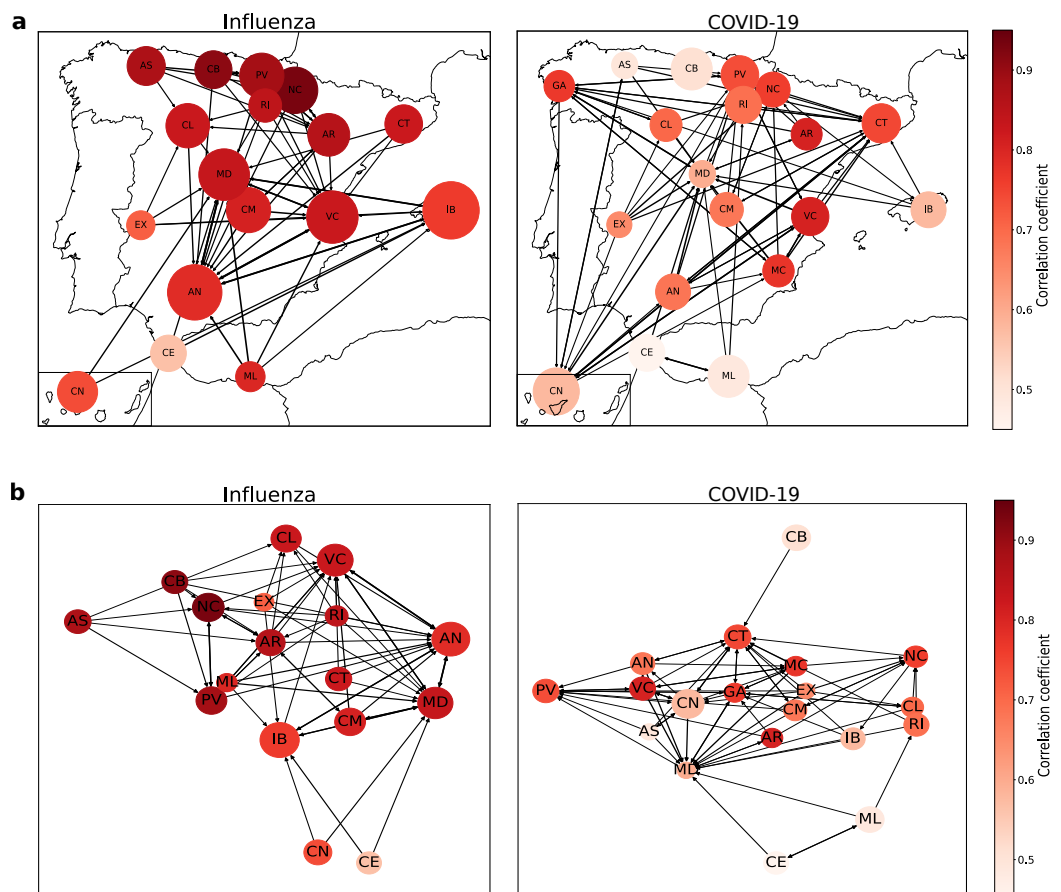 a
Influenza
COVID-19
AS
CB
PV
NC
RI
CL
AR
CT
MD
CM
VC
IB
EX
AN
CE
ML
CN
GA
AS
CB
PV
NC
RI
CL
AR
CT
MD
CM
VC
IB
EX
MC
AN
CE
ML
CN
0.9
0.8
0.7
0.6
0.5
Correlation coefficient
b
Influenza
COVID-19
CL
VC
CB
NC
EX
AS
RI
AR
AN
ML
CT
PV
MD
CM
IB
CN
CE
CB
CT
AN
MC
NC
PV
VC
GA
EX
CN
CM
CL
RI
AS
AR
IB
MD
ML
CE
0.9
0.8
0.7
0.6
0.5
Correlation coefficient